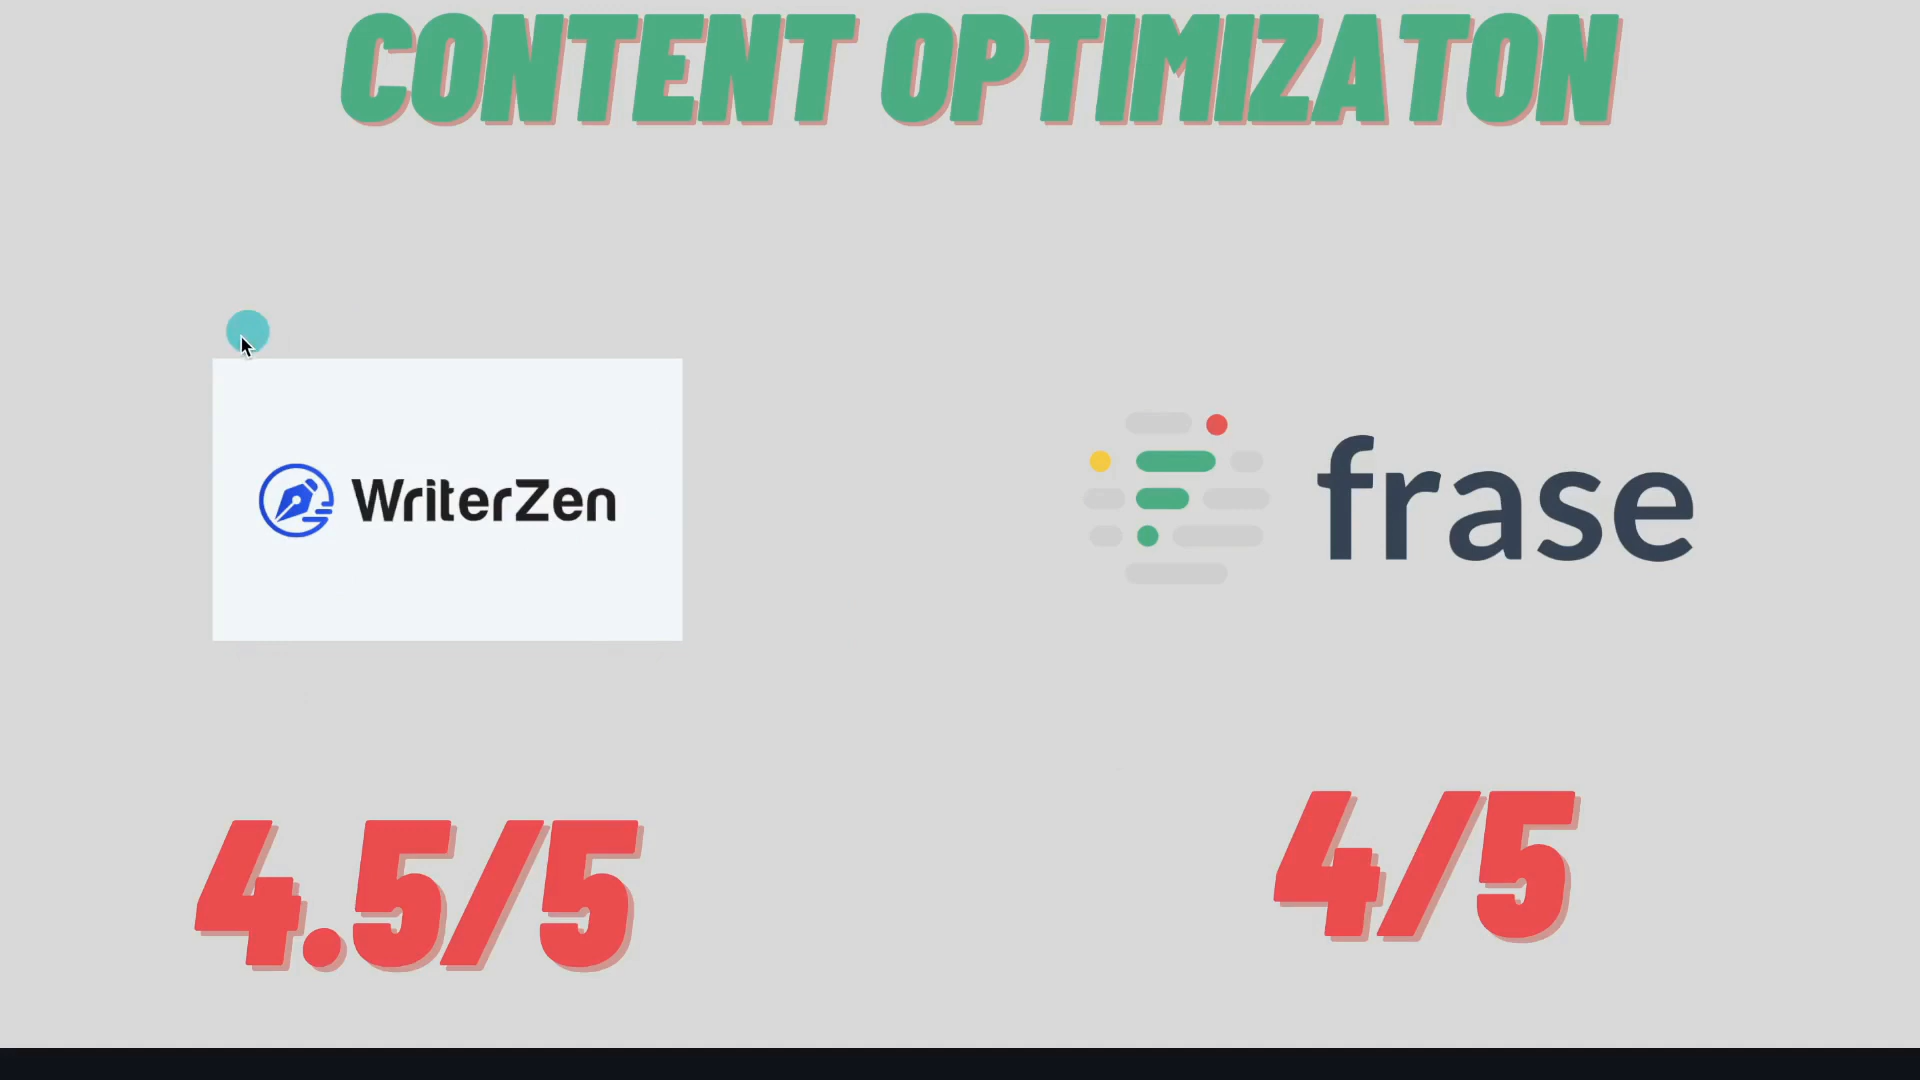 CONTENT OPTIMIZATON
WriterZen
frase
4.5/5
4/5